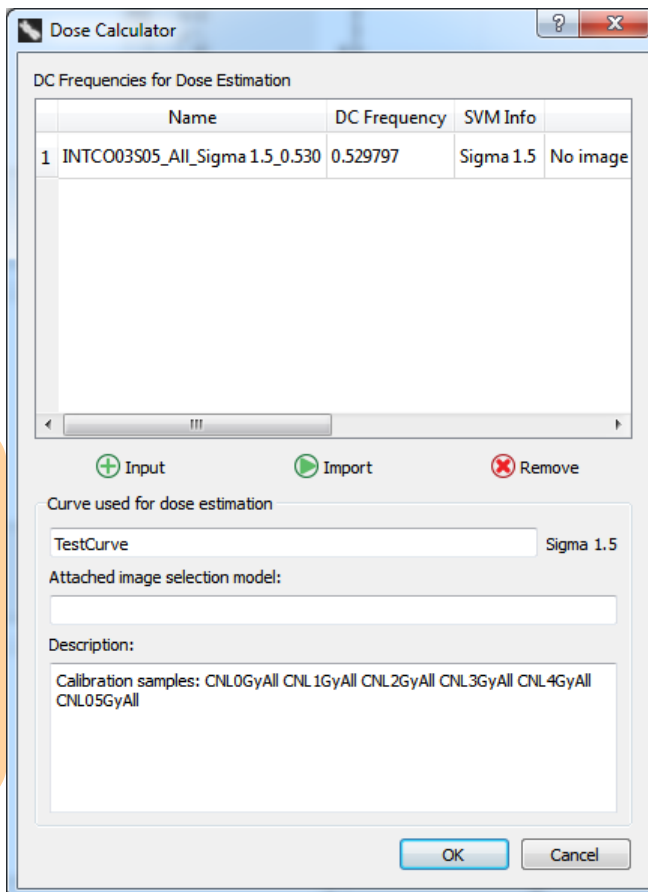 Dose Calculator
DC Frequencies for Dose Estimation
Name DC Frequency SVM Info
1 INTCO03S05_All_Sigma 1.5_0.530 0.529797 Sigma 1.5 No image
Input Import Remove
Curve used for dose estimation
TestCurve Sigma 1.5
Attached image selection model:
Description:
Calibration samples: CNL0GyAll CNL1GyAll CNL2GyAll CNL3GyAll CNL4GyAll
CNL05GyAll
OK Cancel